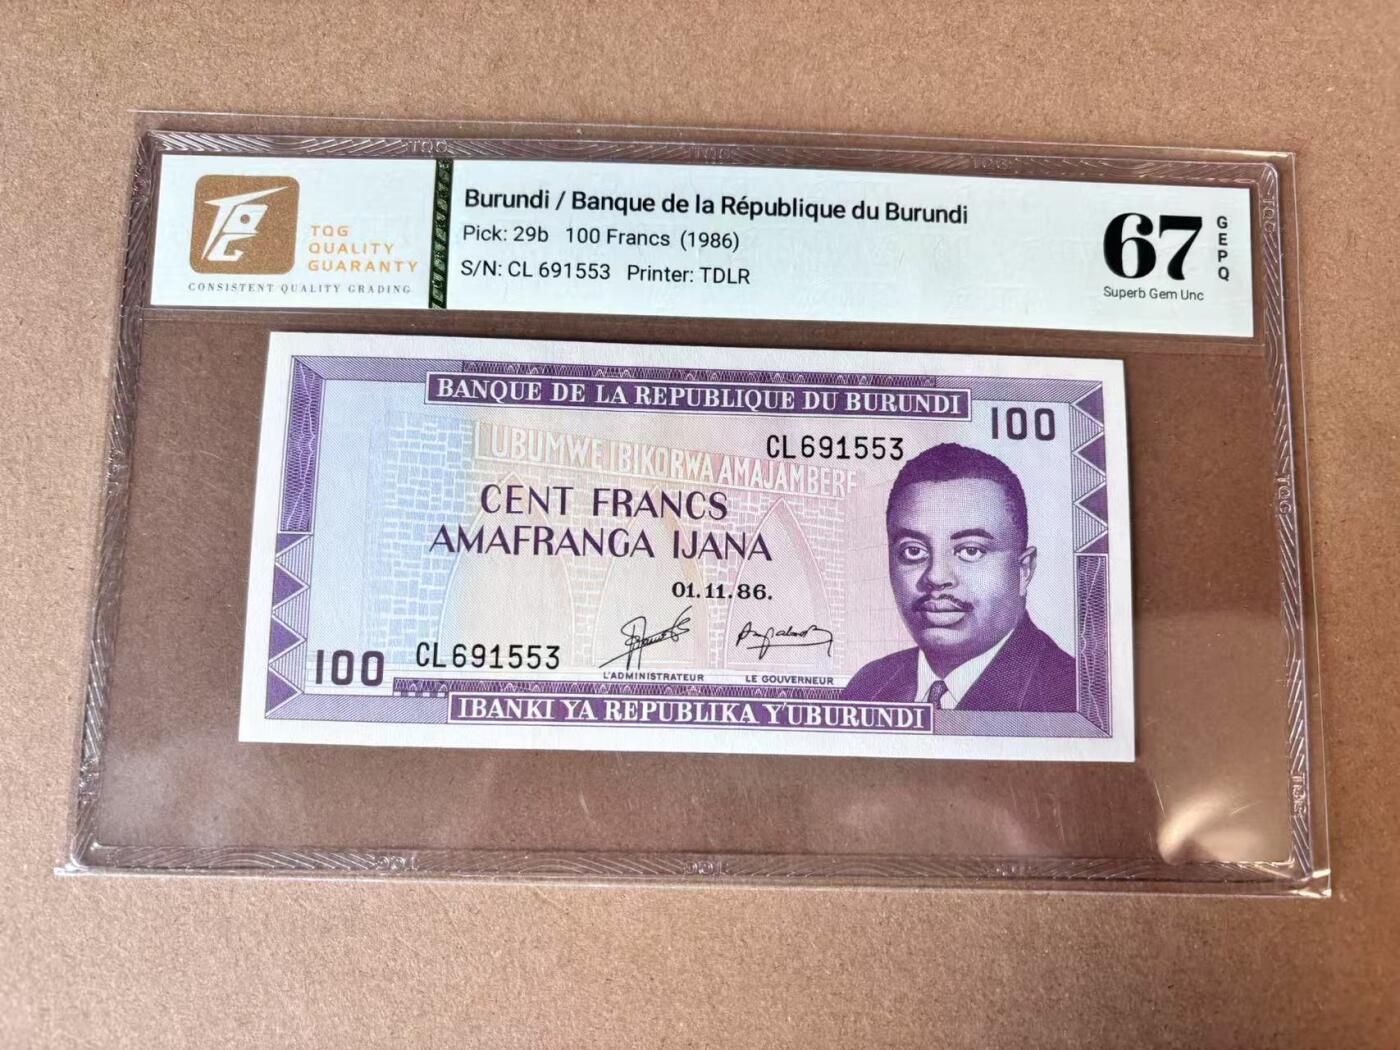 TQG
QUALITY
GUARANTY
CONSISTENT QUALITY GRADING
Burundi / Banque de la République du Burundi
Pick: 29b 100 Francs (1986)
S/N: CL 691553 Printer: TDLR
67
GEPQ
Superb Gem Unc
BANQUE DE LA REPUBLIQUE DU BURUNDI
100
CL691553
UBUMWE IBIKORWA AMAJAMBERE
CENT FRANCS
AMAFRANGA IJANA
01.11.86.
CL691553
100
L'ADMINISTRATEUR
LE GOUVERNEUR
IBANKI YA REPUBLIKA Y'UBURUNDI